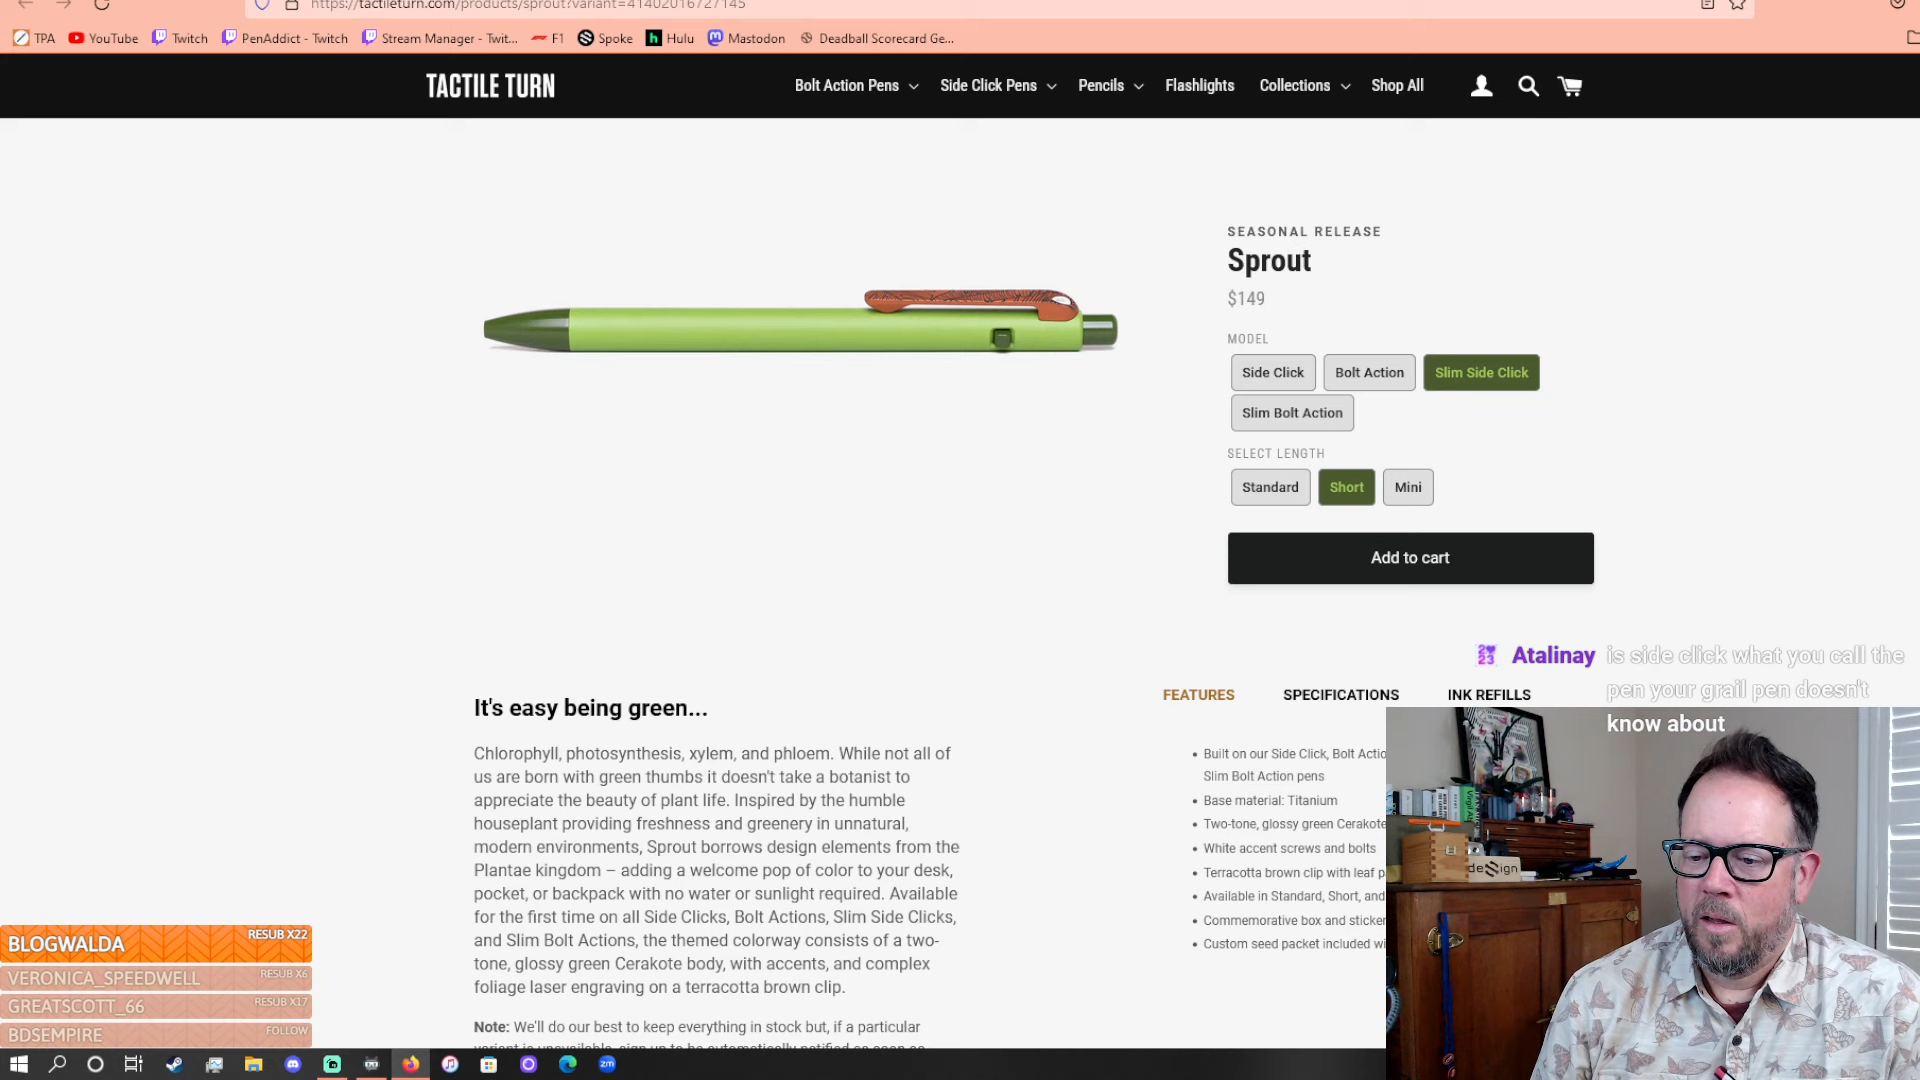 https://tactileturn.com/products/sprout?variant=41402016727145
TPA YouTube Twitch PenAddict - Twitch Stream Manager - Twit... F1 Spoke Hulu Mastodon Deadball Scorecard Ge...
TACTILE TURN
Bolt Action Pens Side Click Pens Pencils Flashlights Collections Shop All
SEASONAL RELEASE
Sprout
$149
MODEL
Side Click Bolt Action Slim Side Click
Slim Bolt Action
SELECT LENGTH
Standard Short Mini
Add to cart
Atalinay is side click what you call the
pen your grail pen doesn't
know about
It's easy being green...
Chlorophyll, photosynthesis, xylem, and phloem. While not all of
us are born with green thumbs it doesn't take a botanist to
appreciate the beauty of plant life. Inspired by the humble
houseplant providing freshness and greenery in unnatural,
modern environments, Sprout borrows design elements from the
Plantae kingdom – adding a welcome pop of color to your desk,
pocket, or backpack with no water or sunlight required. Available
for the first time on all Side Clicks, Bolt Actions, Slim Side Clicks,
and Slim Bolt Actions, the themed colorway consists of a two-
tone, glossy green Cerakote body, with accents, and complex
foliage laser engraving on a terracotta brown clip.
Note: We'll do our best to keep everything in stock but, if a particular
FEATURES SPECIFICATIONS INK REFILLS
Built on our Side Click, Bolt Actio
Slim Bolt Action pens
Base material: Titanium
Two-tone, glossy green Cerakote
White accent screws and bolts
Terracotta brown clip with leaf p
Available in Standard, Short, and
Commemorative box and sticker
Custom seed packet included wi
BLOGWALDA RESUB X22
VERONICA_SPEEDWELL RESUB X6
GREATSCOTT_66 RESUB X17
BDSEMPIRE FOLLOW